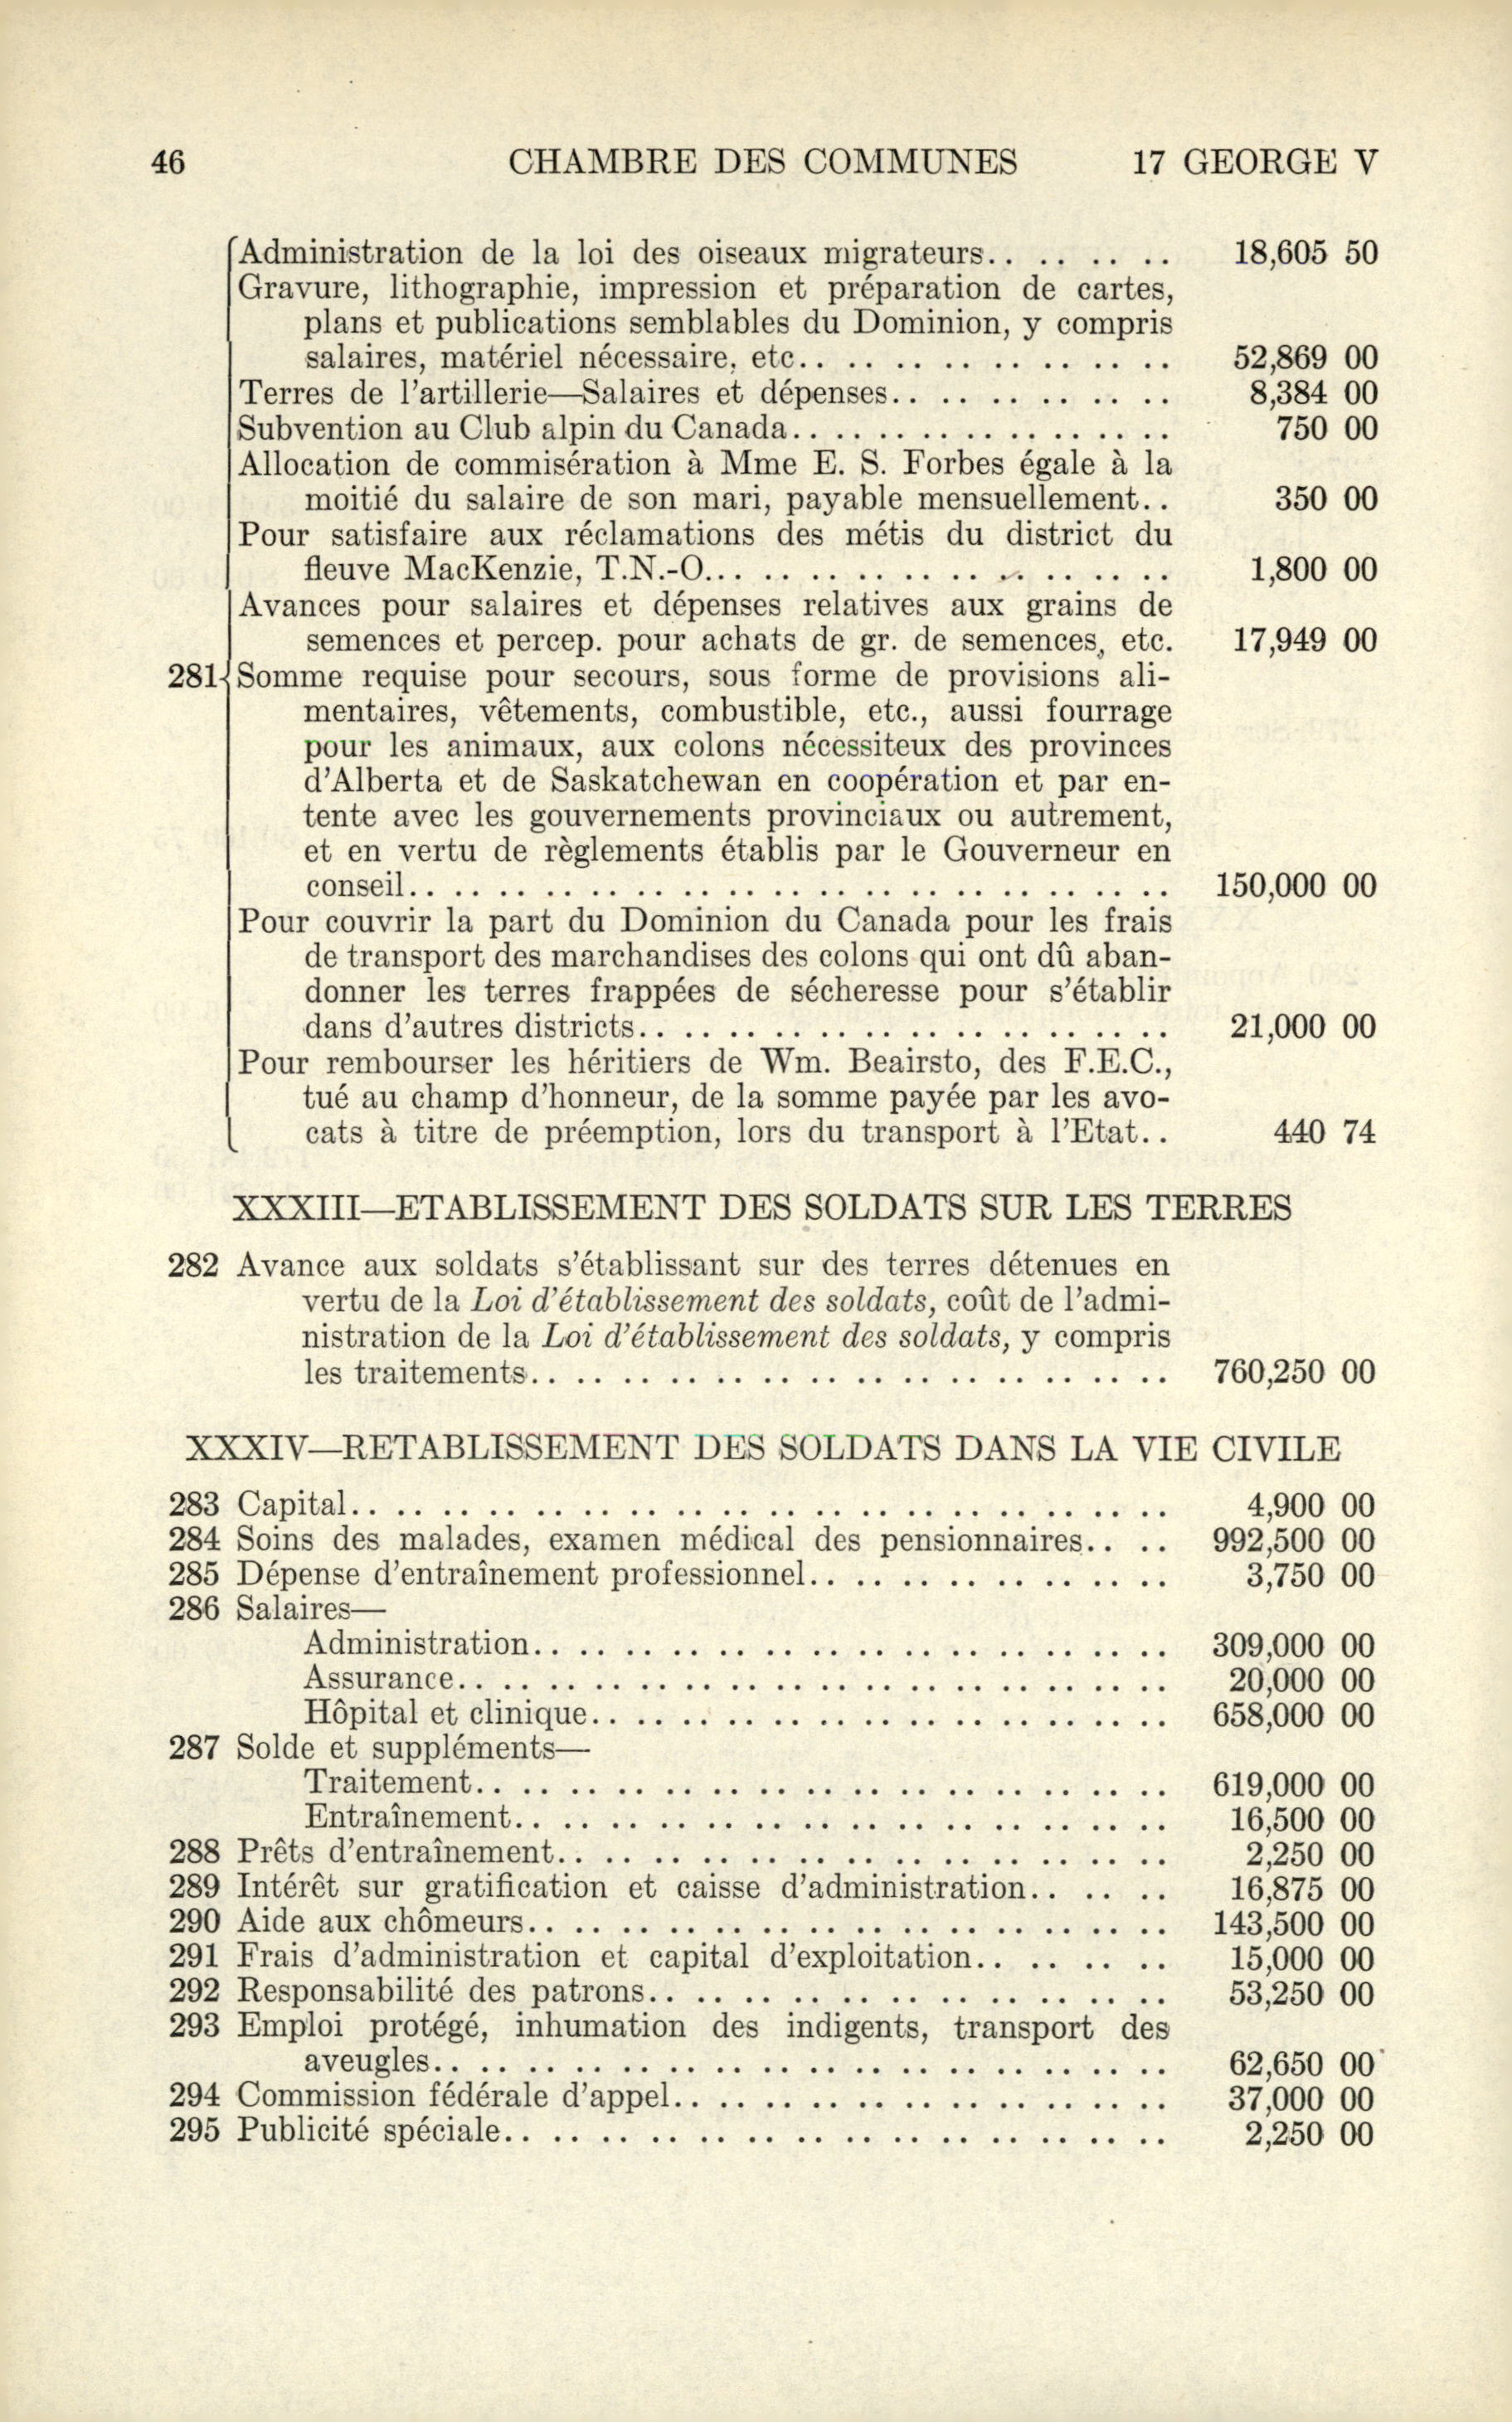 46 CHAMBRE DES COMMUNES 17 GEORGE V
Administration de la loi des oiseaux migrateurs.. .. .. .. 18,605 50
Gravure, lithographie, impression et préparation de cartes,
plans et publications semblables du Dominion, y compris
salaires, matériel nécessaire, etc.. .. .. .. .. .. .. .. 52,869 00
Terres de l'artillerie—Salaires et dépenses.. .. .. .. .. .. 8,384 00
Subvention au Club alpin du Canada.. .. .. .. .. .. .. .. 750 00
Allocation de commisération à Mme E. S. Forbes égale à la
moitié du salaire de son mari, payable mensuellement.. 350 00
Pour satisfaire aux réclamations des métis du district du
fleuve MacKenzie, T.N.-O... .. .. .. .. .. .. .. .. .. 1,800 00
Avances pour salaires et dépenses relatives aux grains de
semences et percep. pour achats de gr. de semences, etc. 17,949 00
281 Somme requise pour secours, sous forme de provisions ali-
mentaires, vêtements, combustible, etc., aussi fourrage
pour les animaux, aux colons nécessiteux des provinces
d'Alberta et de Saskatchewan en coopération et par en-
tente avec les gouvernements provinciaux ou autrement,
et en vertu de règlements établis par le Gouverneur en
conseil.. .. .. .. .. .. .. .. .. .. .. .. .. .. .. .. .. 150,000 00
Pour couvrir la part du Dominion du Canada pour les frais
de transport des marchandises des colons qui ont dû aban-
donner les terres frappées de sécheresse pour s'établir
dans d'autres districts.. .. .. .. .. .. .. .. .. .. .. .. 21,000 00
Pour rembourser les héritiers de Wm. Beairsto, des F.E.C.,
tué au champ d'honneur, de la somme payée par les avo-
cats à titre de préemption, lors du transport à l'Etat.. 440 74
XXXIII—ETABLISSEMENT DES SOLDATS SUR LES TERRES
282 Avance aux soldats s'établissant sur des terres détenues en
vertu de la Loi d'établissement des soldats, coût de l'admi-
nistration de la Loi d'établissement des soldats, y compris
les traitements.. .. .. .. .. .. .. .. .. .. .. .. .. .. 760,250 00
XXXIV—RETABLISSEMENT DES SOLDATS DANS LA VIE CIVILE
283 Capital.. .. .. .. .. .. .. .. .. .. .. .. .. .. .. .. .. .. 4,900 00
284 Soins des malades, examen médical des pensionnaires.. .. 992,500 00
285 Dépense d'entraînement professionnel.. .. .. .. .. .. .. .. 3,750 00
286 Salaires—
Administration.. .. .. .. .. .. .. .. .. .. .. .. .. .. 309,000 00
Assurance.. .. .. .. .. .. .. .. .. .. .. .. .. .. .. .. 20,000 00
Hôpital et clinique.. .. .. .. .. .. .. .. .. .. .. .. .. 658,000 00
287 Solde et suppléments—
Traitement.. .. .. .. .. .. .. .. .. .. .. .. .. .. .. 619,000 00
Entraînement.. .. .. .. .. .. .. .. .. .. .. .. .. .. 16,500 00
288 Prêts d'entraînement.. .. .. .. .. .. .. .. .. .. .. .. .. 2,250 00
289 Intérêt sur gratification et caisse d'administration.. .. .. .. 16,875 00
290 Aide aux chômeurs.. .. .. .. .. .. .. .. .. .. .. .. .. .. 143,500 00
291 Frais d'administration et capital d'exploitation.. .. .. .. .. 15,000 00
292 Responsabilité des patrons.. .. .. .. .. .. .. .. .. .. .. 53,250 00
293 Emploi protégé, inhumation des indigents, transport des
aveugles.. .. .. .. .. .. .. .. .. .. .. .. .. .. .. .. 62,650 00
294 Commission fédérale d'appel.. .. .. .. .. .. .. .. .. .. .. 37,000 00
295 Publicité spéciale.. .. .. .. .. .. .. .. .. .. .. .. .. .. 2,250 00